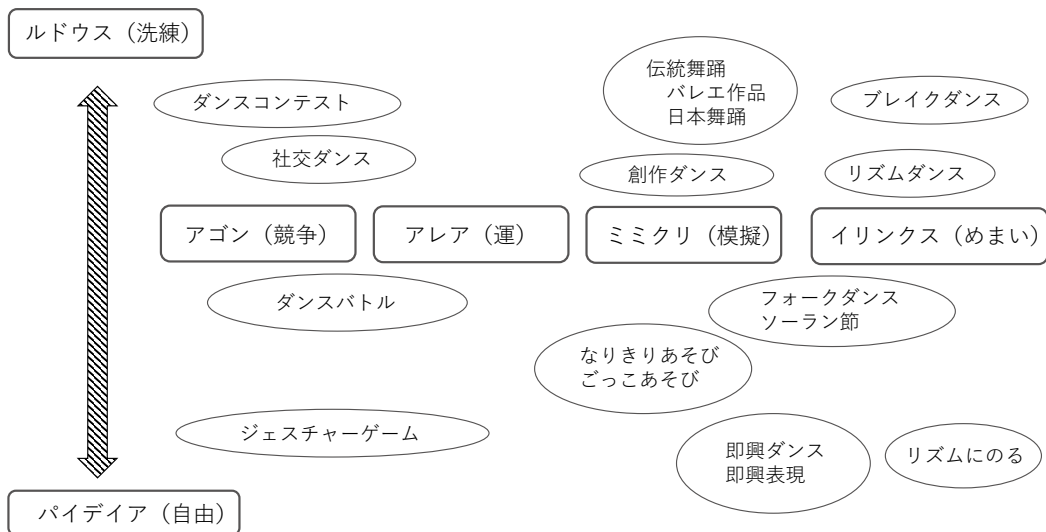 ルドウス（洗練）
伝統舞踊
バレエ作品
日本舞踊
ダンスコンテスト
ブレイクダンス
社交ダンス
創作ダンス
リズムダンス
アゴン（競争）
アレア（運）
ミミクリ（模擬）
イリンクス（めまい）
ダンスバトル
フォークダンス
ソーラン節
なりきりあそび
ごっこあそび
ジェスチャーゲーム
即興ダンス
即興表現
リズムにのる
パイデイア（自由）